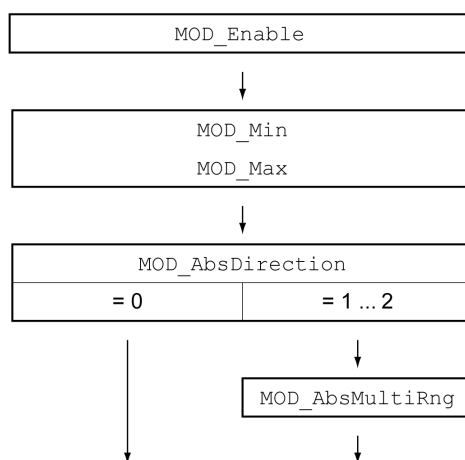 MOD_Enable
MOD_Min
MOD_Max
MOD_AbsDirection
= 0
= 1 ... 2
MOD_AbsMultiRng